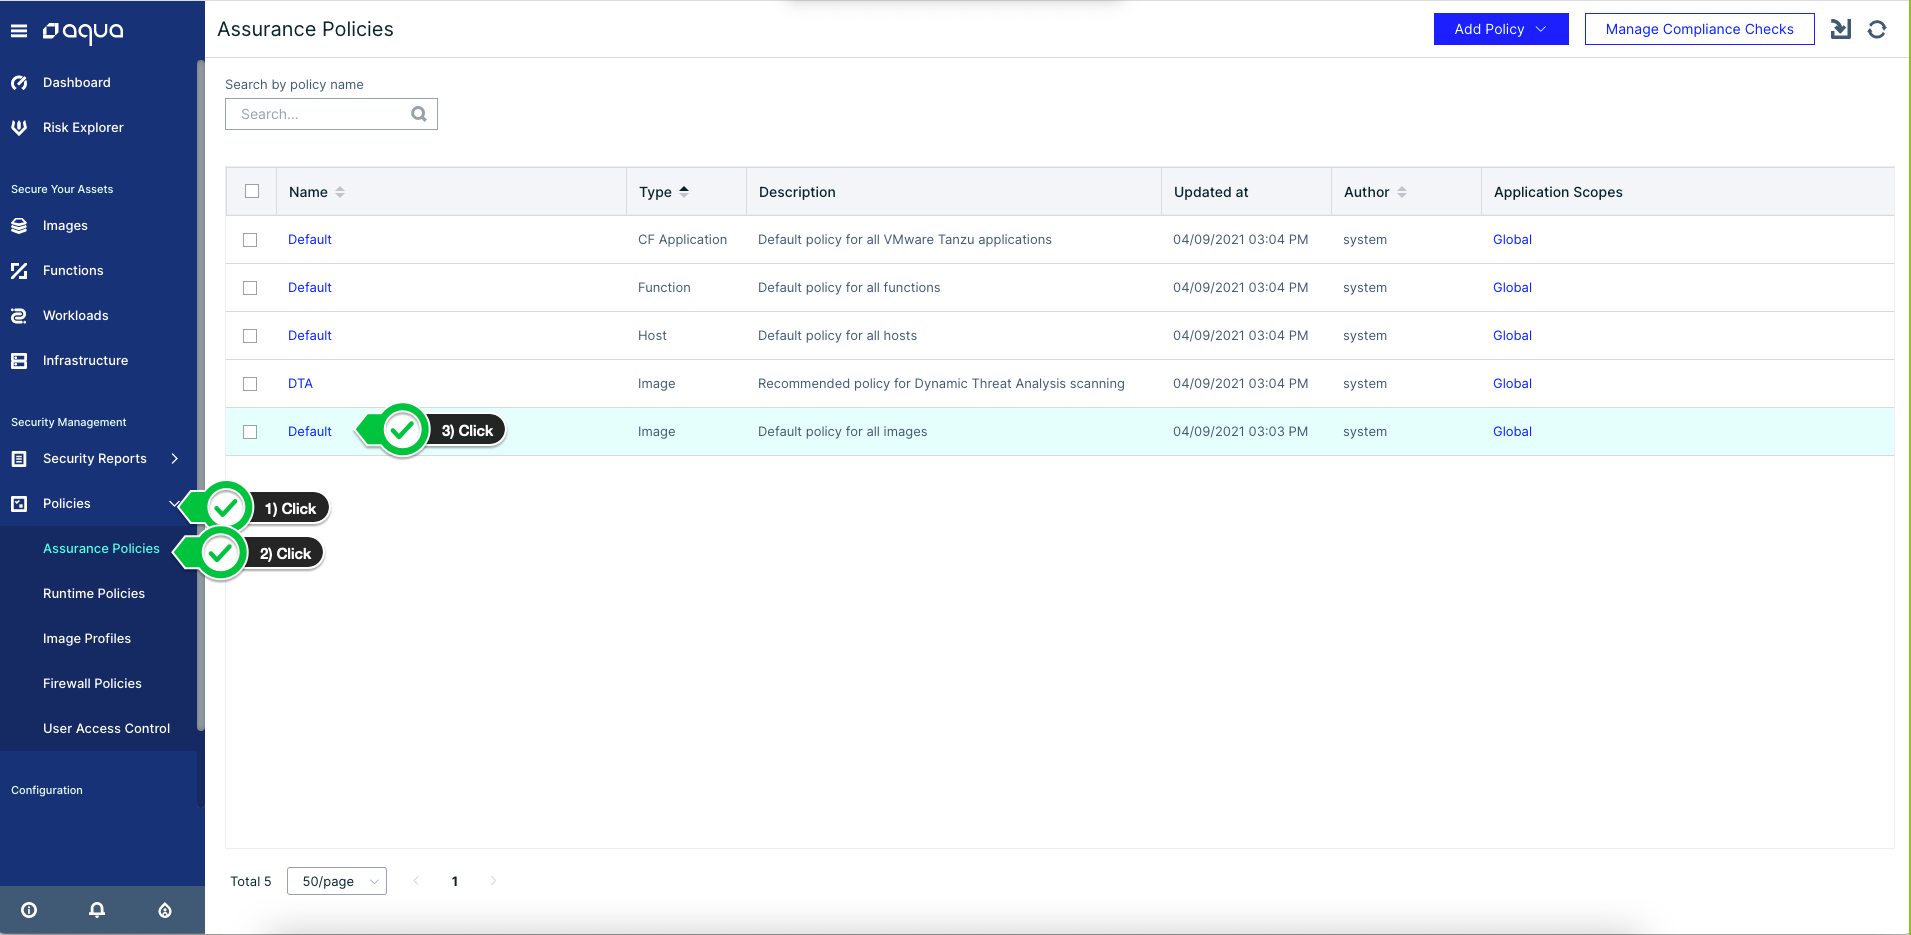 aqua
Assurance Policies
Add Policy
Manage Compliance Checks
Dashboard
Risk Explorer
Secure Your Assets
Images
Functions
Workloads
Infrastructure
Security Management
Security Reports
Policies
Assurance Policies
Runtime Policies
Image Profiles
Firewall Policies
User Access Control
Configuration
Search by policy name
Search...
Name Type Description Updated at Author Application Scopes
Default CF Application Default policy for all VMware Tanzu applications 04/09/2021 03:04 PM system Global
Default Function Default policy for all functions 04/09/2021 03:04 PM system Global
Default Host Default policy for all hosts 04/09/2021 03:04 PM system Global
DTA Image Recommended policy for Dynamic Threat Analysis scanning 04/09/2021 03:04 PM system Global
Default 3) Click Image Default policy for all images 04/09/2021 03:03 PM system Global
1) Click
2) Click
Total 5 50/page 1